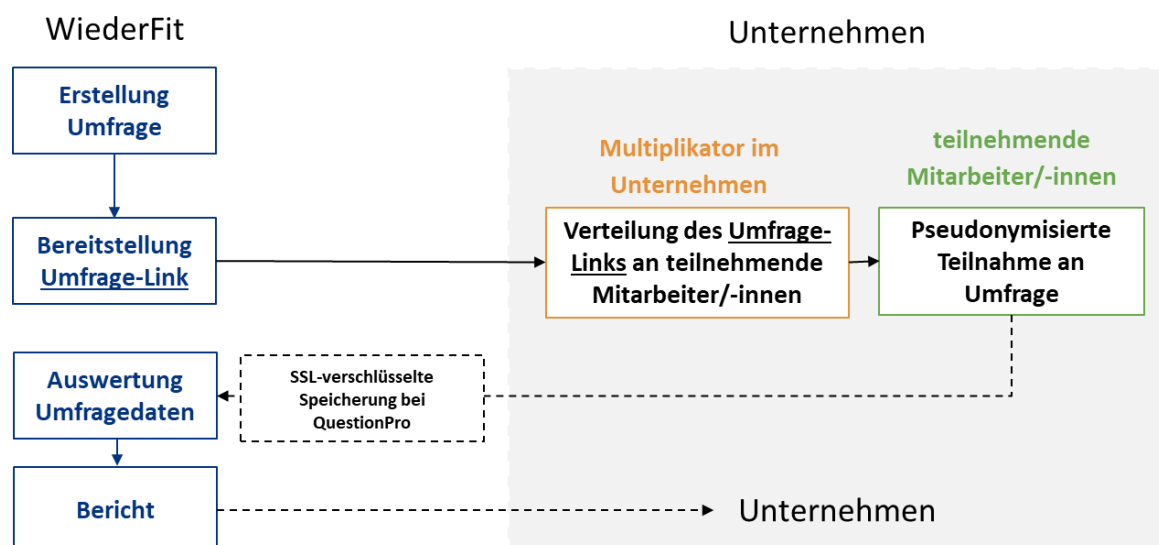 WiederFit
Unternehmen
Erstellung
Umfrage
Multiplikator im
Unternehmen
teilnehmende
Mitarbeiter/-innen
Bereitstellung
Umfrage-Link
Verteilung des Umfrage-
Links an teilnehmende
Mitarbeiter/-innen
Pseudonymisierte
Teilnahme an
Umfrage
Auswertung
Umfragedaten
SSL-verschlüsselte
Speicherung bei
QuestionPro
Bericht
Unternehmen